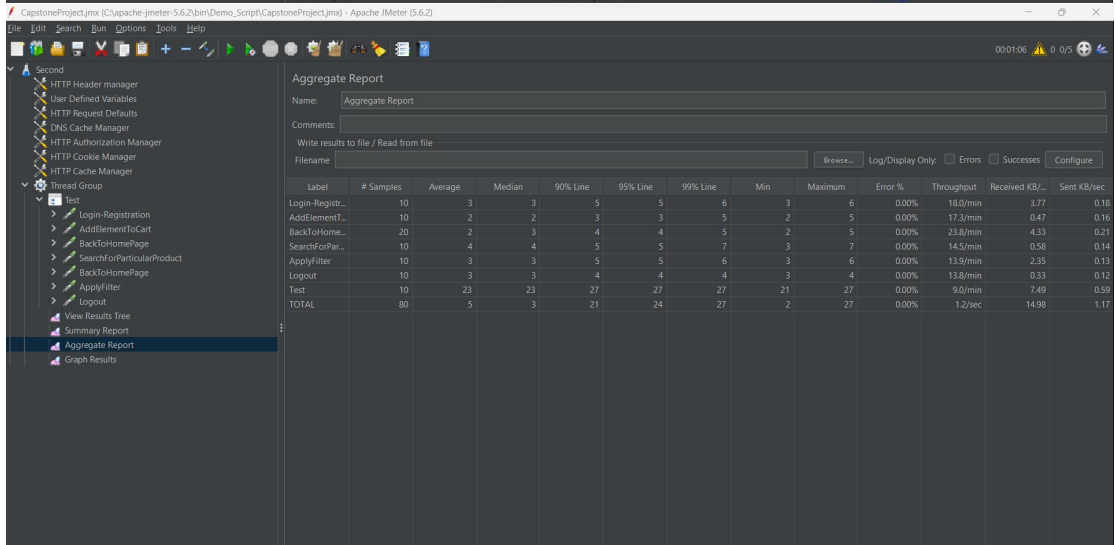 CapstoneProject.jmx (C:\apache-jmeter-5.6.2\bin\Demo_Script\CapstoneProject.jmx) - Apache JMeter (5.6.2)
File Edit Search Run Options Tools Help
00:01:06 0 0/5
Second
HTTP Header manager
User Defined Variables
HTTP Request Defaults
DNS Cache Manager
HTTP Authorization Manager
HTTP Cookie Manager
HTTP Cache Manager
Thread Group
Test
Login-Registration
AddElementToCart
BackToHomePage
SearchForParticularProduct
BackToHomePage
ApplyFilter
Logout
View Results Tree
Summary Report
Aggregate Report
Graph Results
Aggregate Report
Name: Aggregate Report
Comments:
Write results to file / Read from file
Filename Browse... Log/Display Only: Errors Successes Configure
Label # Samples Average Median 90% Line 95% Line 99% Line Min Maximum Error % Throughput Received KB/... Sent KB/sec
Login-Registr... 10 3 3 5 5 6 3 6 0.00% 18.0/min 3.77 0.18
AddElementT... 10 2 2 3 3 5 2 5 0.00% 17.3/min 0.47 0.16
BackToHome... 20 2 3 4 4 5 2 5 0.00% 23.8/min 4.33 0.21
SearchForPar... 10 4 4 5 5 7 3 7 0.00% 14.5/min 0.58 0.14
ApplyFilter 10 3 3 5 5 6 3 6 0.00% 13.9/min 2.35 0.13
Logout 10 3 3 4 4 4 3 4 0.00% 13.8/min 0.33 0.12
Test 10 23 23 27 27 27 21 27 0.00% 9.0/min 7.49 0.59
TOTAL 80 5 3 21 24 27 2 27 0.00% 1.2/sec 14.98 1.17